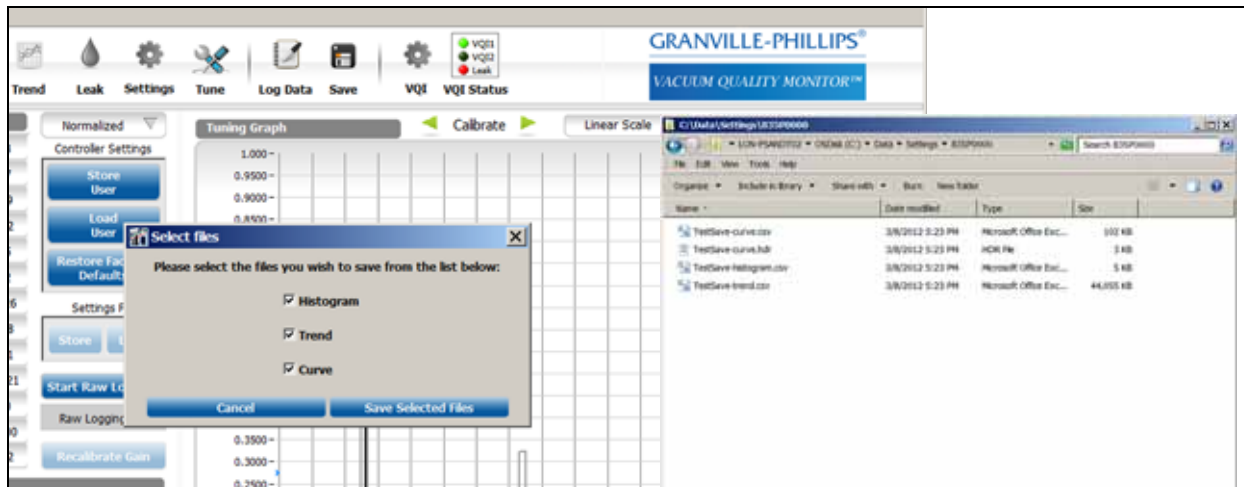 GRANVILLE-PHILLIPS®
VACUUM QUALITY MONITOR™
VQI1
VQI2
Leak
Trend Leak Settings Tune Log Data Save VQI VQI Status
Normalized
Controller Settings
Store
User
Load
User
Restore
Settings
Store
Start Raw
Raw Logging
Recalibrate Gain
Tuning Graph
Calibrate
Linear Scale
1.000
0.9500
0.9000
0.8500
0.3500
0.3000
0.2500
Select files
Please select the files you wish to save from the list below:
Histogram
Trend
Curve
Cancel Save Selected Files
File Edit View Tools Help
Organize Include in library Share with Burn New folder
Name Date modified Type Size
TestSave-curve.csv 3/8/2012 5:23 PM Microsoft Office Exc... 102 KB
TestSave-curve.hdr 3/8/2012 5:23 PM HDR File 3 KB
TestSave-histogram.csv 3/8/2012 5:23 PM Microsoft Office Exc... 5 KB
TestSave-trend.csv 3/8/2012 5:23 PM Microsoft Office Exc... 44,055 KB